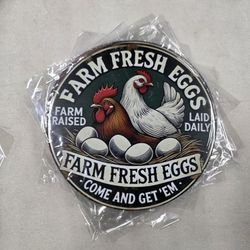 FARM FRESH EGGS
FARM
RAISED
LAID
DAILY
FARM FRESH EGGS
COME AND GET 'EM